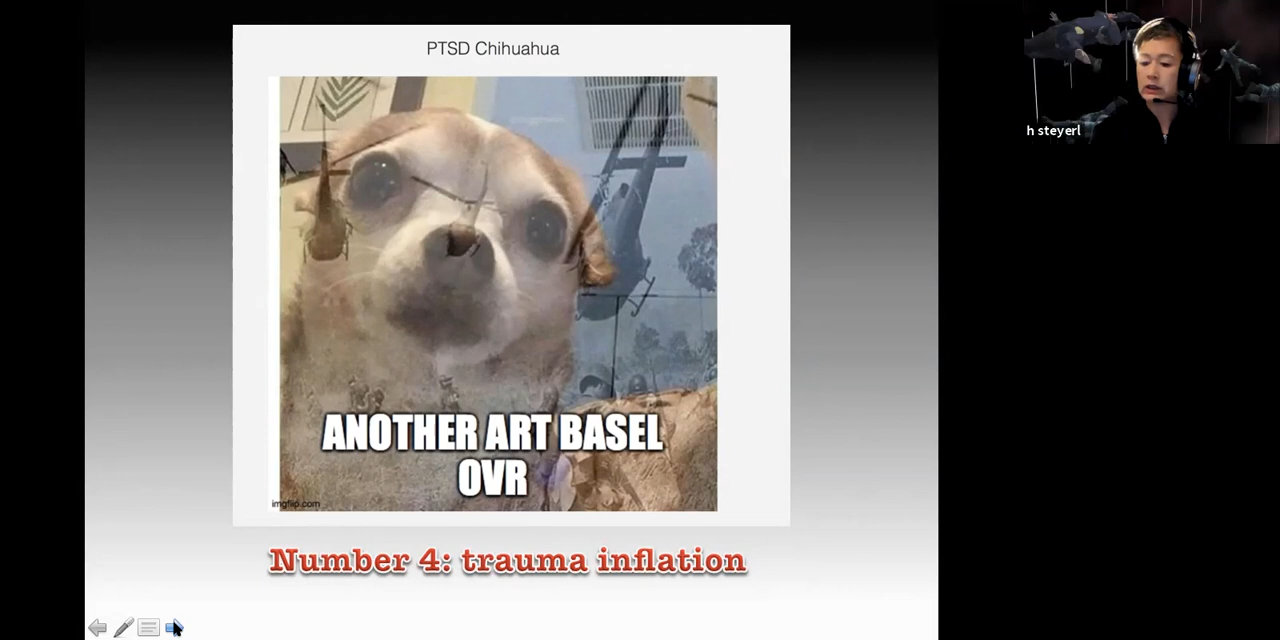 PTSD Chihuahua
ANOTHER ART BASEL
OVR
imgflip.com
Number 4: trauma inflation
h steyerl